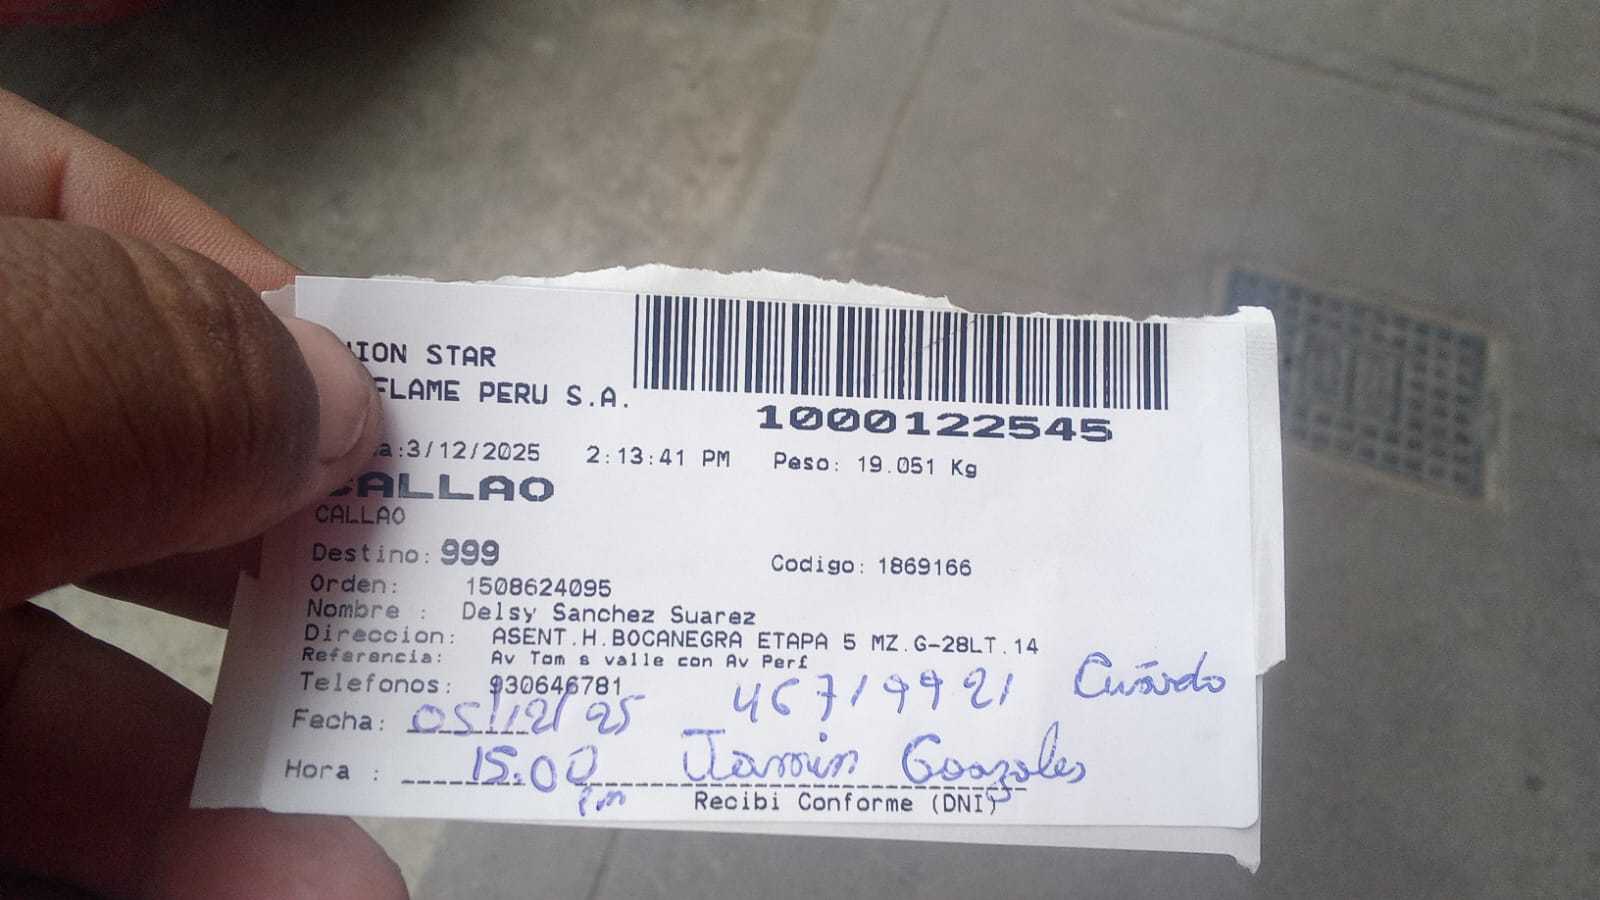 NION STAR
FLAME PERU S.A.
1000122545
a:3/12/2025 2:13:41 PM Peso: 19.051 Kg
CALLAO
CALLAO
Destino: 999 Codigo: 1869166
Orden: 1508624095
Nombre : Delsy Sanchez Suarez
Direccion: ASENT.H.BOCANEGRA ETAPA 5 MZ.G-28LT.14
Referencia: Av Tom s valle con Av Perf
Telefonos: 930646781
Fecha: 05/12/25 46719921
Hora : 15:00 pm Gonzales
Recibi Conforme (DNI)